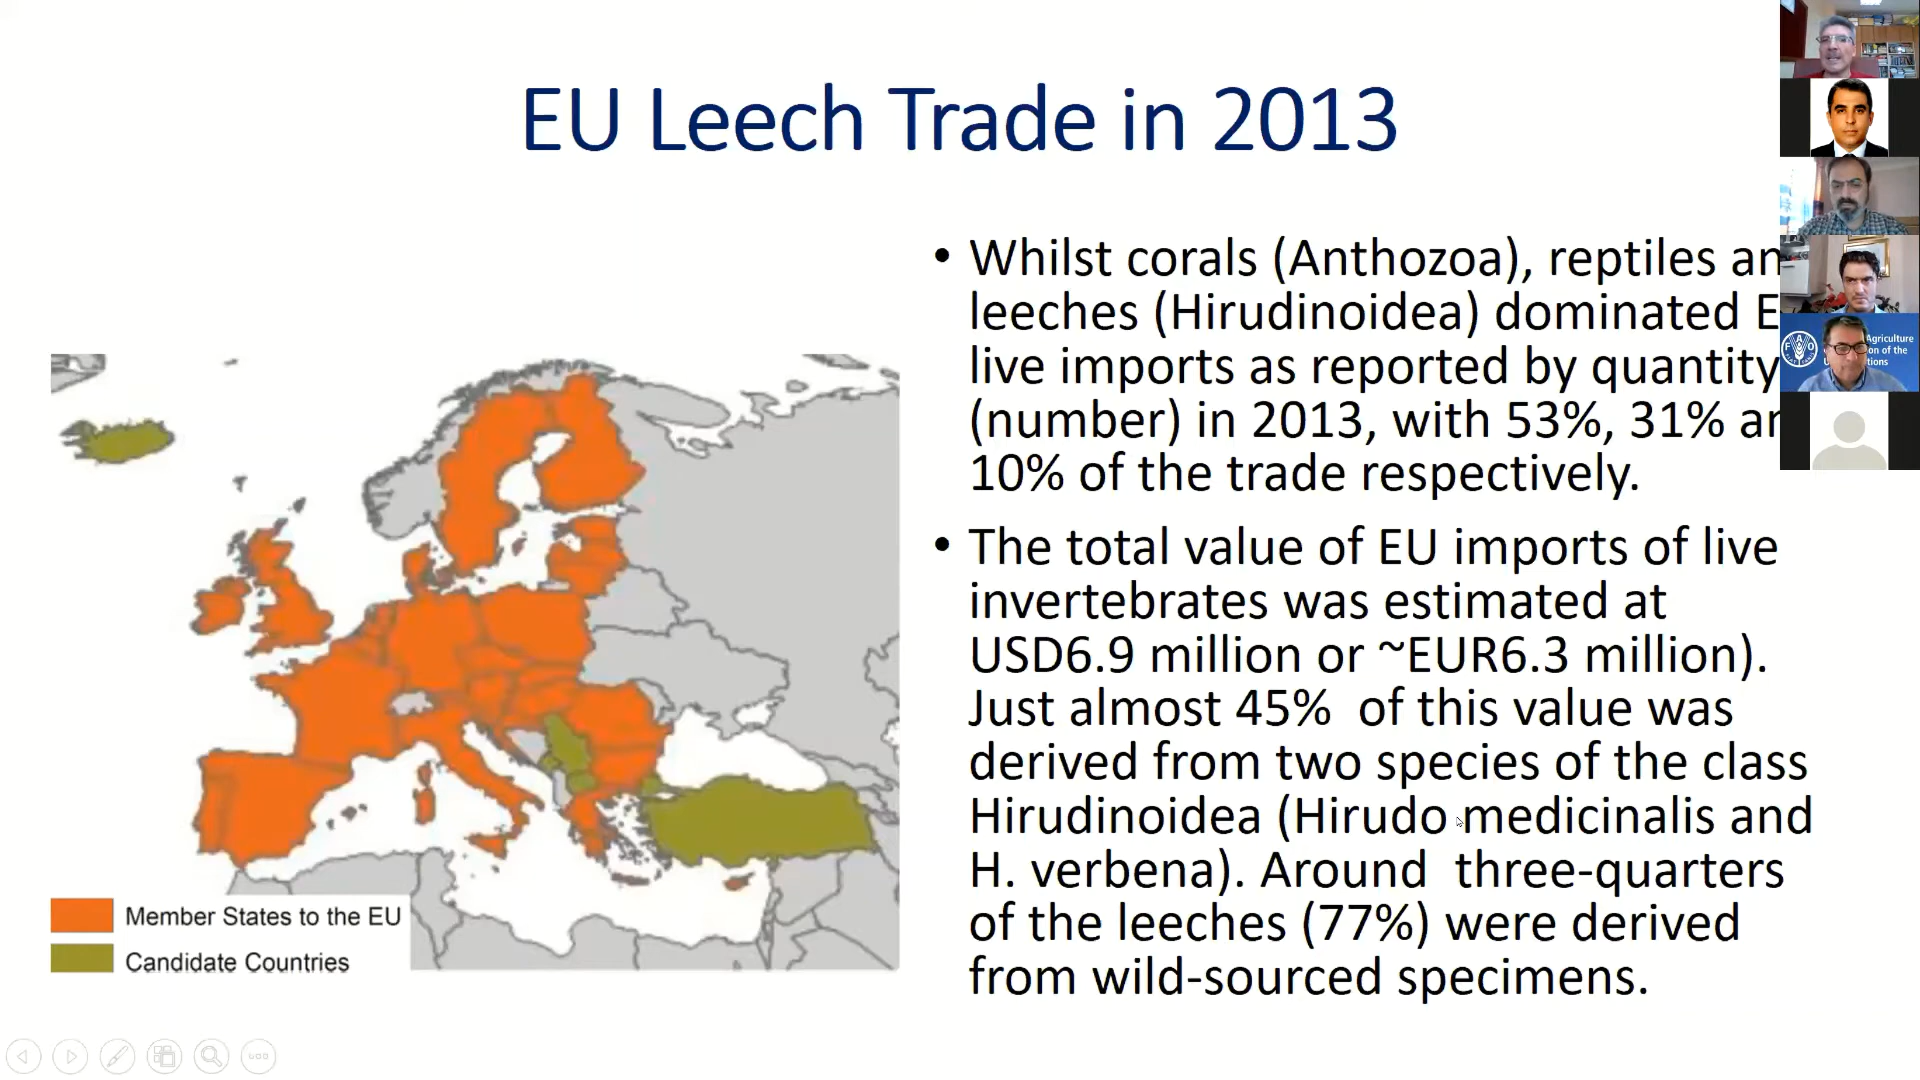 EU Leech Trade in 2013
• Whilst corals (Anthozoa), reptiles an
leeches (Hirudinoidea) dominated E
live imports as reported by quantity
(number) in 2013, with 53%, 31% ar
10% of the trade respectively.
• The total value of EU imports of live
invertebrates was estimated at
USD6.9 million or ~EUR6.3 million).
Just almost 45%  of this value was
derived from two species of the class
Hirudinoidea (Hirudo medicinalis and
H. verbena). Around  three-quarters
of the leeches (77%) were derived
from wild-sourced specimens.
Member States to the EU
Candidate Countries
FAO
Agriculture
on of the
tions